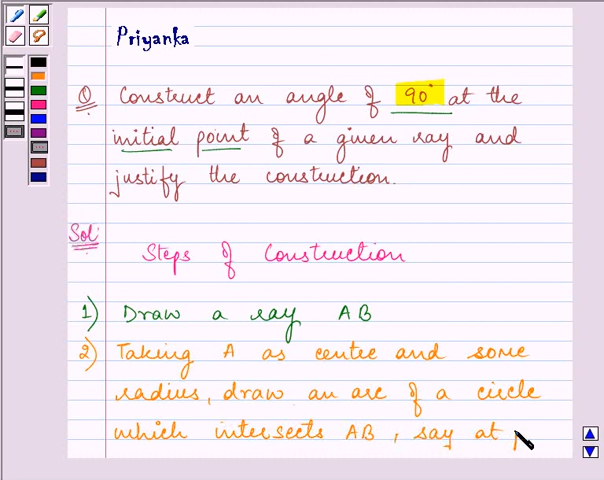 Priyanka
Q Construct an angle of 90° at the
initial point of a given ray and
justify the construction.
Sol:
Steps of Construction
1) Draw a ray AB
2) Taking A as centre and some
radius, draw an arc of a circle
which intersects AB, say at